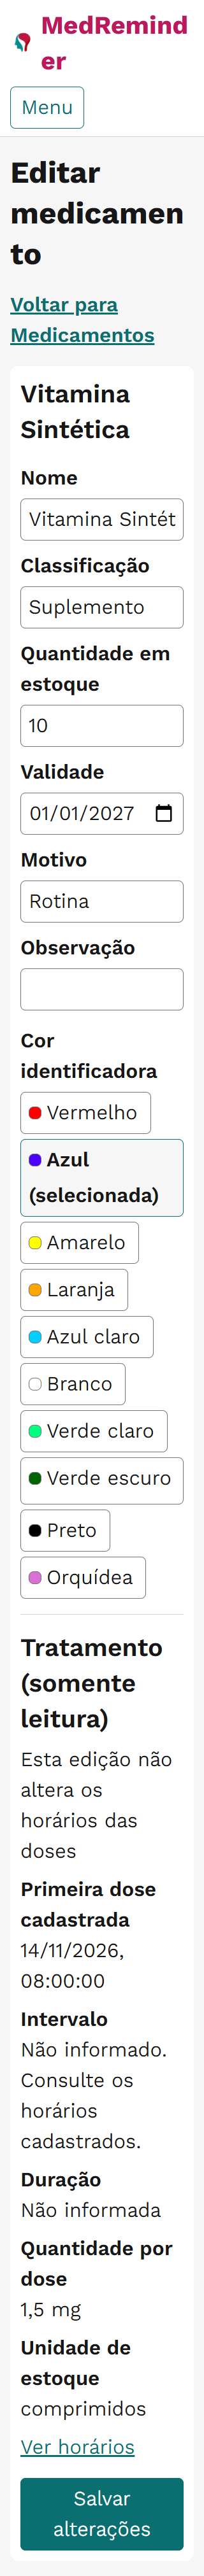 MedRemind
er
Menu
Editar
medicamen
to
Voltar para
Medicamentos
Vitamina
Sintética
Nome
Vitamina Sintét
Classificação
Suplemento
Quantidade em
estoque
10
Validade
01/01/2027
Motivo
Rotina
Observação
Cor
identificadora
Vermelho
Azul
(selecionada)
Amarelo
Laranja
Azul claro
Branco
Verde claro
Verde escuro
Preto
Orquídea
Tratamento
(somente
leitura)
Esta edição não
altera os
horários das
doses
Primeira dose
cadastrada
14/11/2026,
08:00:00
Intervalo
Não informado.
Consulte os
horários
cadastrados.
Duração
Não informada
Quantidade por
dose
1,5 mg
Unidade de
estoque
comprimidos
Ver horários
Salvar
alterações